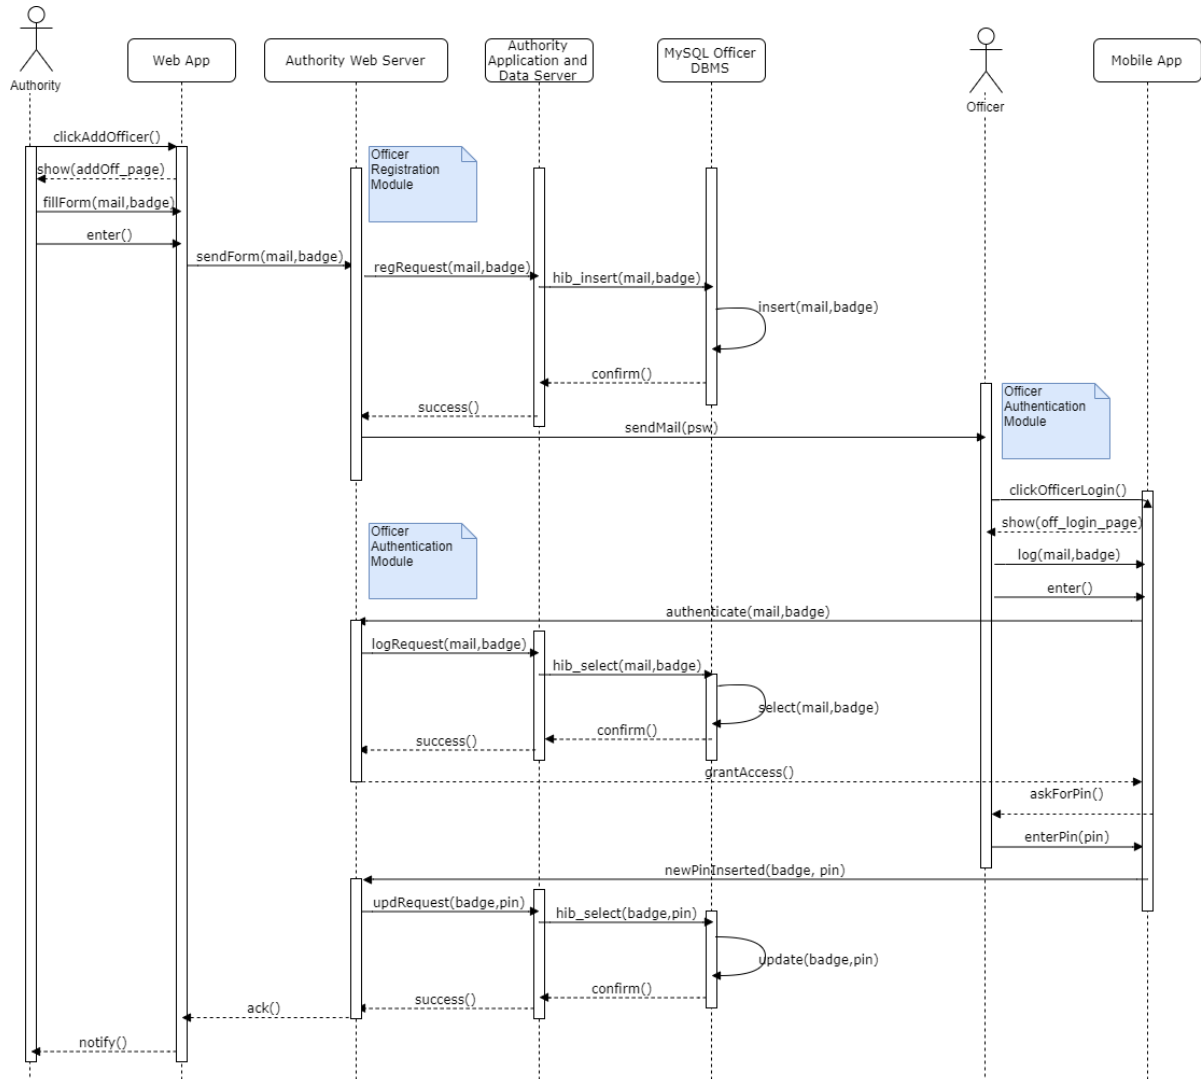 Authority
Web App
Authority Web Server
Authority
Application and
Data Server
MySQL Officer
DBMS
Officer
Mobile App
clickAddOfficer()
Officer
Registration
Module
show(addOff_page)
fillForm(mail,badge)
enter()
sendForm(mail,badge)
regRequest(mail,badge)
hib_insert(mail,badge)
insert(mail,badge)
confirm()
success()
sendMail(psw)
Officer
Authentication
Module
clickOfficerLogin()
show(off_login_page)
Officer
Authentication
Module
log(mail,badge)
enter()
authenticate(mail,badge)
logRequest(mail,badge)
hib_select(mail,badge)
select(mail,badge)
confirm()
success()
grantAccess()
askForPin()
enterPin(pin)
newPinInserted(badge, pin)
updRequest(badge,pin)
hib_select(badge,pin)
update(badge,pin)
confirm()
success()
ack()
notify()